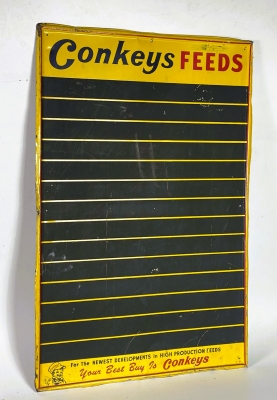 Conkeys FEEDS
For The NEWEST DEVELOPMENTS in HIGH PRODUCTION FEEDS
Your Best Buy Is Conkeys